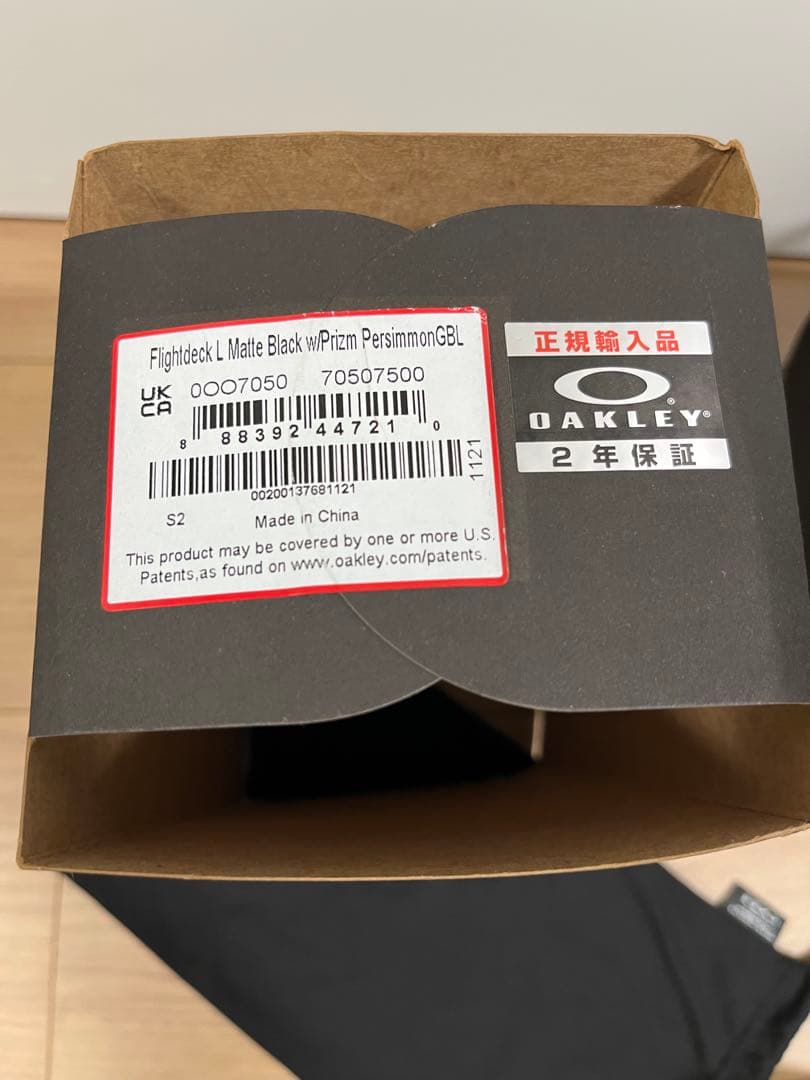 Flightdeck L Matte Black w/Prizm PersimmonGBL
UK
CA
OOO7050 70507500
8 88392 44721 0
00200137681121
1121
S2 Made in China
This product may be covered by one or more U.S.
Patents,as found on www.oakley.com/patents.
正規輸入品
OAKLEY®
2年保証